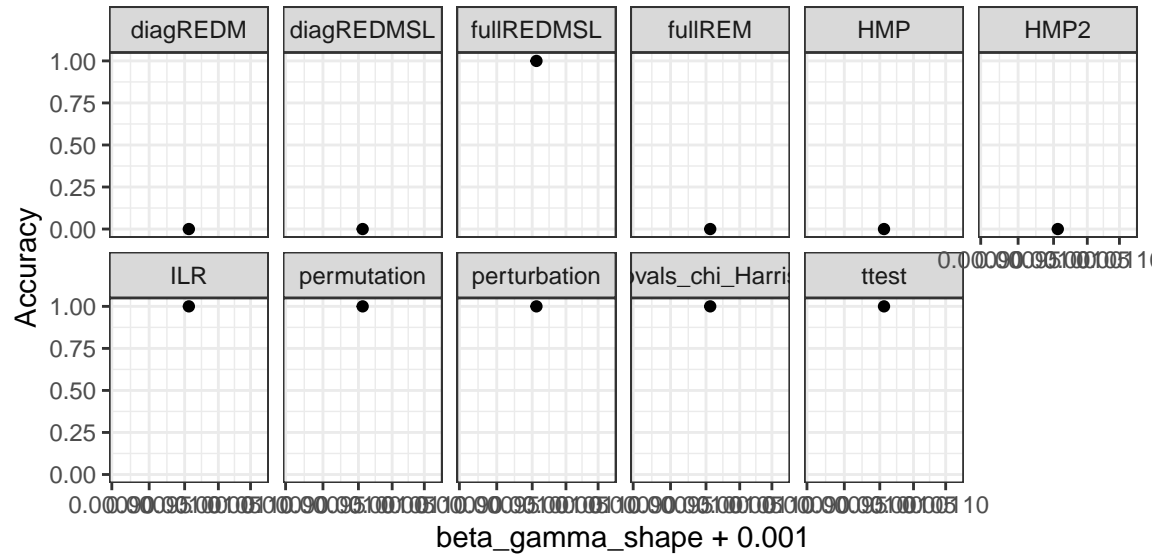 diagREDM diagREDMSL fullREDMSL fullREM HMP HMP2
1.00
0.75
0.50
0.25
0.00
ILR permutation perturbation ovals_chi_Harris ttest
1.00
0.75
0.50
0.25
0.00
Accuracy
beta_gamma_shape + 0.001